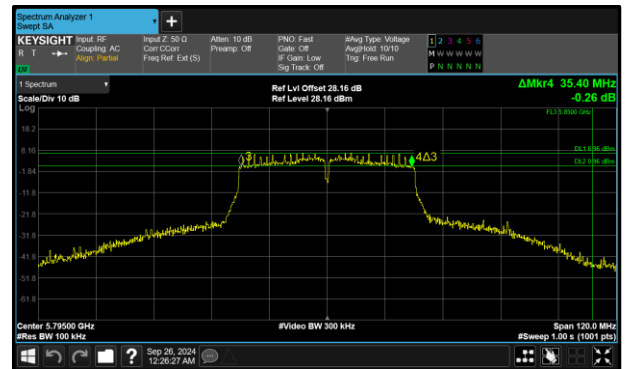 Spectrum Analyzer 1
Swept SA
+
KEYSIGHT
R T
Input: RF
Coupling: AC
Align: Partial
Input Z: 50 Ω
Corr CCorr
Freq Ref: Ext (S)
Atten: 10 dB
Preamp: Off
PNO: Fast
Gate: Off
IF Gain: Low
Sig Track: Off
#Avg Type: Voltage
Avg|Hold: 10/10
Trig: Free Run
1 2 3 4 5 6
M W W W W W
P N N N N N
1 Spectrum
Scale/Div 10 dB
Log
Ref Lvl Offset 28.16 dB
Ref Level 28.16 dBm
ΔMkr4 35.40 MHz
-0.26 dB
18.2
8.16
-1.84
-11.8
-21.8
-31.8
-41.8
-51.8
-61.8
3
4Δ3
Center 5.79500 GHz
#Res BW 100 kHz
#Video BW 300 kHz
Span 120.0 MHz
#Sweep 1.00 s (1001 pts)
?
Sep 26, 2024
12:26:27 AM